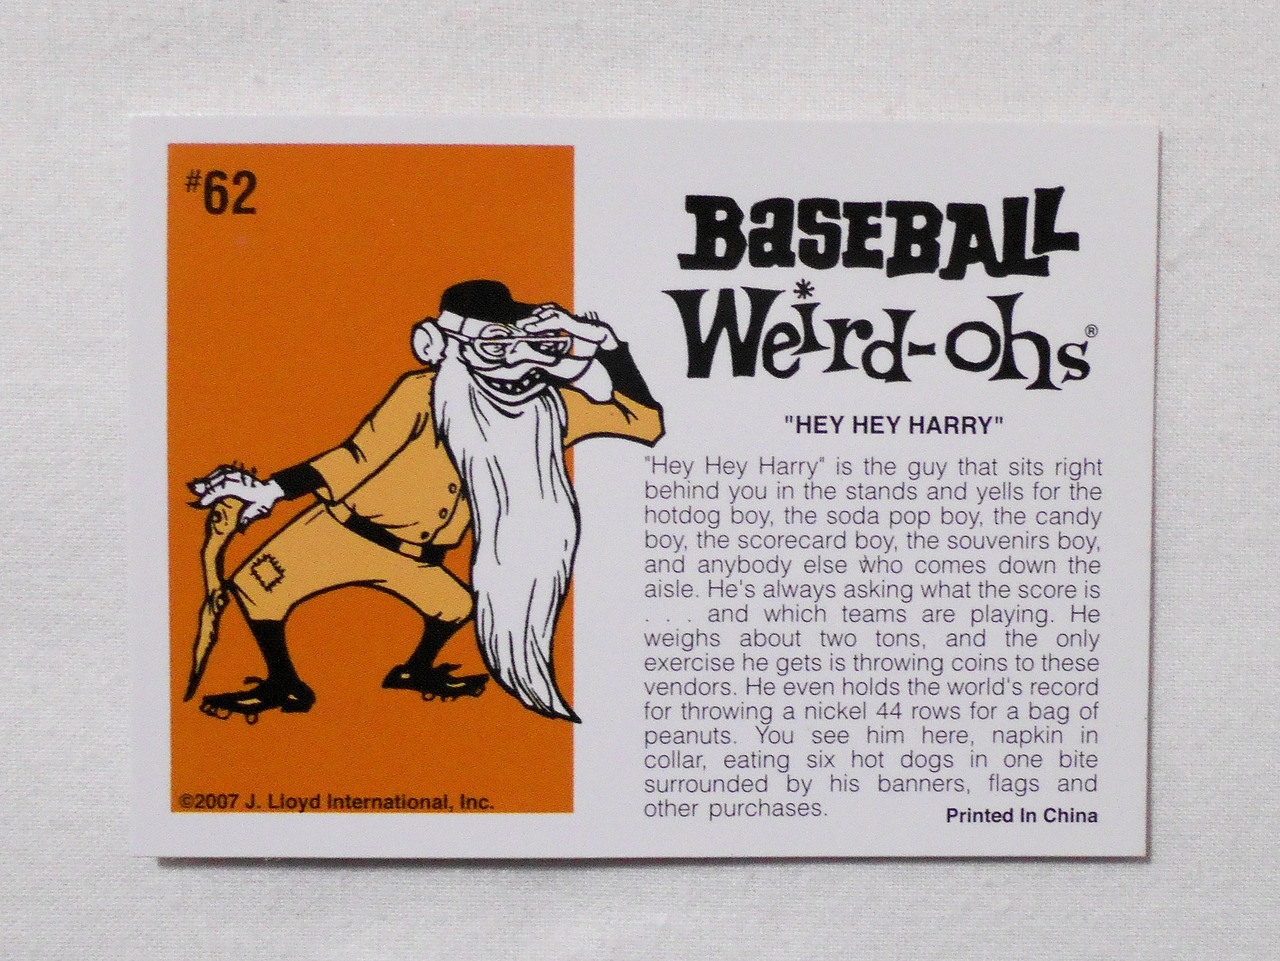 #62
BASEBALL
Weird-ohs®
"HEY HEY HARRY"
"Hey Hey Harry" is the guy that sits right
behind you in the stands and yells for the
hotdog boy, the soda pop boy, the candy
boy, the scorecard boy, the souvenirs boy,
and anybody else who comes down the
aisle. He's always asking what the score is
. . . and which teams are playing. He
weighs about two tons, and the only
exercise he gets is throwing coins to these
vendors. He even holds the world's record
for throwing a nickel 44 rows for a bag of
peanuts. You see him here, napkin in
collar, eating six hot dogs in one bite
surrounded by his banners, flags and
other purchases.
Printed In China
©2007 J. Lloyd International, Inc.